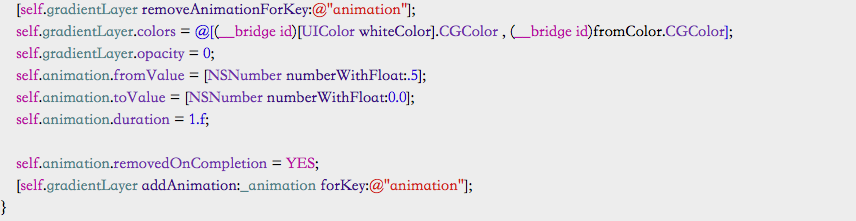 [self.gradientLayer removeAnimationForKey:@"animation"];
self.gradientLayer.colors = @[(__bridge id)[UIColor whiteColor].CGColor , (__bridge id)fromColor.CGColor];
self.gradientLayer.opacity = 0;
self.animation.fromValue = [NSNumber numberWithFloat:.5];
self.animation.toValue = [NSNumber numberWithFloat:0.0];
self.animation.duration = 1.f;
self.animation.removedOnCompletion = YES;
[self.gradientLayer addAnimation:_animation forKey:@"animation"];
}